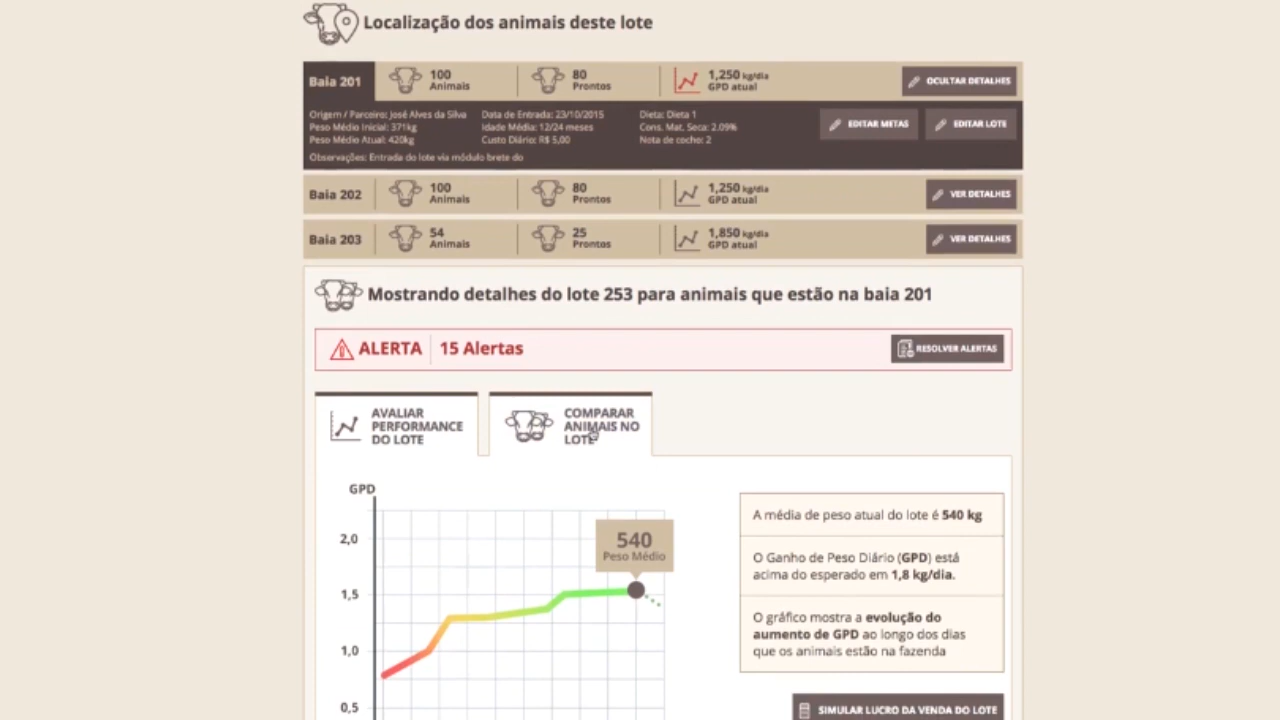 Localização dos animais deste lote
Baia 201
100
Animais
80
Prontos
1,250 kg/dia
GPD atual
OCULTAR DETALHES
Origem / Parceiro: José Alves da Silva
Peso Médio Inicial: 371kg
Peso Médio Atual: 420kg
Data de Entrada: 23/10/2015
Idade Média: 12/24 meses
Custo Diário: R$ 5,00
Dieta: Dieta 1
Cons. Mat. Seca: 2.09%
Nota de cocho: 2
EDITAR METAS
EDITAR LOTE
Observações: Entrada do lote via módulo brete do
Baia 202
100
Animais
80
Prontos
1,250 kg/dia
GPD atual
VER DETALHES
Baia 203
54
Animais
25
Prontos
1,850 kg/dia
GPD atual
VER DETALHES
Mostrando detalhes do lote 253 para animais que estão na baia 201
ALERTA
15 Alertas
RESOLVER ALERTAS
AVALIAR
PERFORMANCE
DO LOTE
COMPARAR
ANIMAIS NO
LOTE
GPD
2,0
1,5
1,0
0,5
540
Peso Médio
A média de peso atual do lote é 540 kg
O Ganho de Peso Diário (GPD) está
acima do esperado em 1,8 kg/dia.
O gráfico mostra a evolução do
aumento de GPD ao longo dos dias
que os animais estão na fazenda
SIMULAR LUCRO DA VENDA DO LOTE